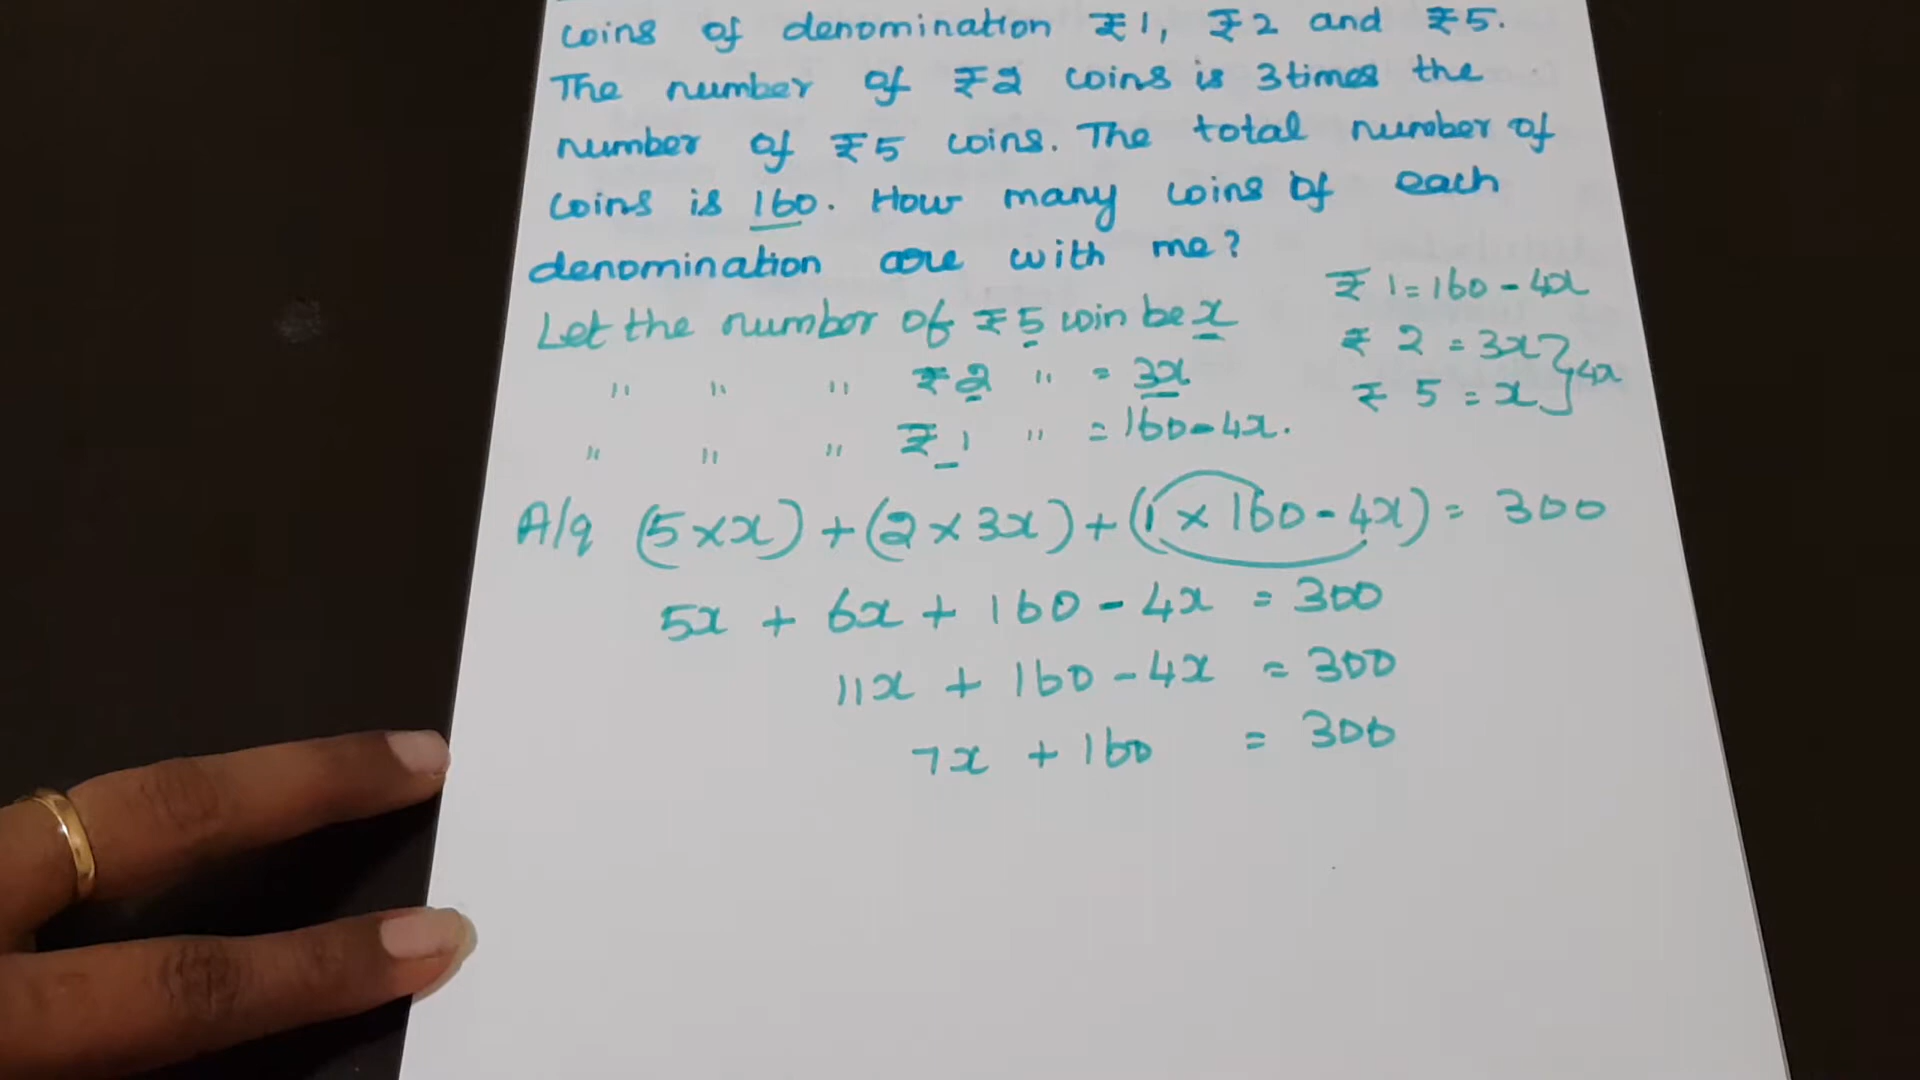 coins of denomination ₹1, ₹2 and ₹5.
The number of ₹2 coins is 3times the
number of ₹5 coins. The total number of
coins is 160. How many coins of each
denomination are with me?
Let the number of ₹5 coin be x
" " " ₹2 " = 3x
" " " ₹1 " = 160-4x.
₹ 1 = 160 - 4x
₹ 2 = 3x
₹ 5 = x
} 4x
A/q (5×x) + (2×3x) + (1 × 160 - 4x) = 300
5x + 6x + 160 - 4x = 300
11x + 160 - 4x = 300
7x + 160 = 300